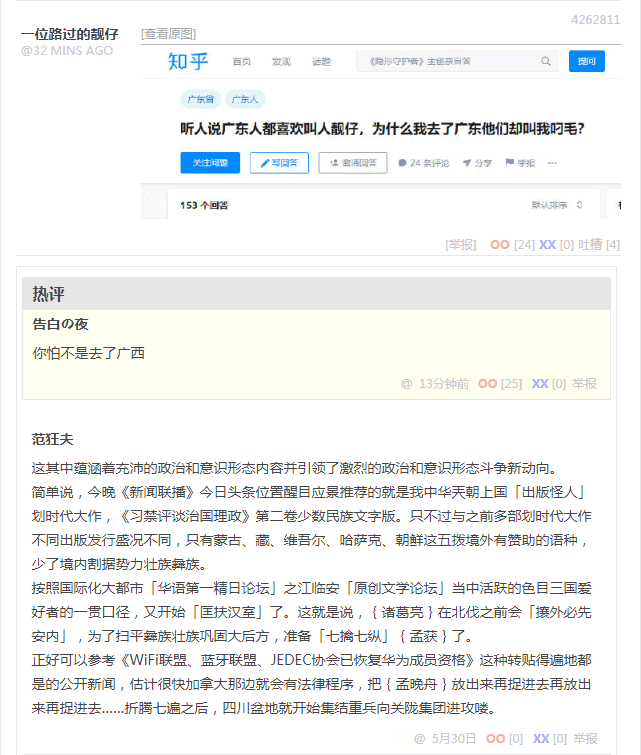 4262811
一位路过的靓仔 [查看原图]
@32 MINS AGO
知乎 首页 发现 话题 《隐形守护者》主创亲自答 提问
广东省 广东人
听人说广东人都喜欢叫人靓仔，为什么我去了广东他们却叫我叼毛？
关注问题 写回答 邀请回答 24 条评论 分享 举报 ···
153 个回答 默认排序
[举报] OO [24] XX [0] 吐槽 [4]
热评
告白の夜
你怕不是去了广西
@ 13分钟前 OO [25] XX [0] 举报
范狂夫
这其中蕴涵着充沛的政治和意识形态内容并引领了激烈的政治和意识形态斗争新动向。
简单说，今晚《新闻联播》今日头条位置醒目应景推荐的就是我中华天朝上国「出版怪人」
划时代大作，《习禁评谈治国理政》第二卷少数民族文字版。只不过与之前多部划时代大作
不同出版发行盛况不同，只有蒙古、藏、维吾尔、哈萨克、朝鲜这五拨境外有赞助的语种，
少了境内割据势力壮族彝族。
按照国际化大都市「华语第一精日论坛」之江临安「原创文学论坛」当中活跃的色目三国爱
好者的一贯口径，又开始「匡扶汉室」了。这就是说，｛诸葛亮｝在北伐之前会「攘外必先
安内」，为了扫平彝族壮族巩固大后方，准备「七擒七纵」｛孟获｝了。
正好可以参考《WiFi联盟、蓝牙联盟、JEDEC协会已恢复华为成员资格》这种转贴得遍地都
是的公开新闻，估计很快加拿大那边就会有法律程序，把｛孟晚舟｝放出来再捉进去再放出
来再捉进去……折腾七遍之后，四川盆地就开始集结重兵向关陇集团进攻喽。
@ 5月30日 OO [0] XX [0] 举报